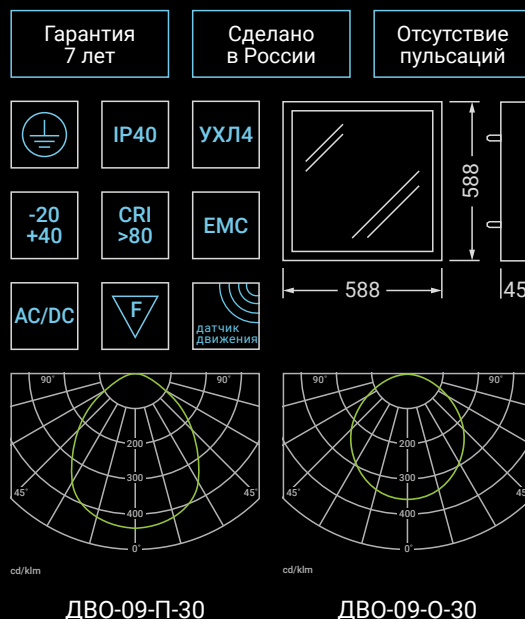 Гарантия
7 лет
Сделано
в России
Отсутствие
пульсаций
IP40
УХЛ4
-20
+40
CRI
>80
EMC
AC/DC
F
датчик
движения
588
588
45
90°
90°
45°
45
200
300
400
0°
cd/klm
ДВО-09-П-30
90°
90°
45°
45
200
300
400
0°
cd/klm
ДВО-09-О-30